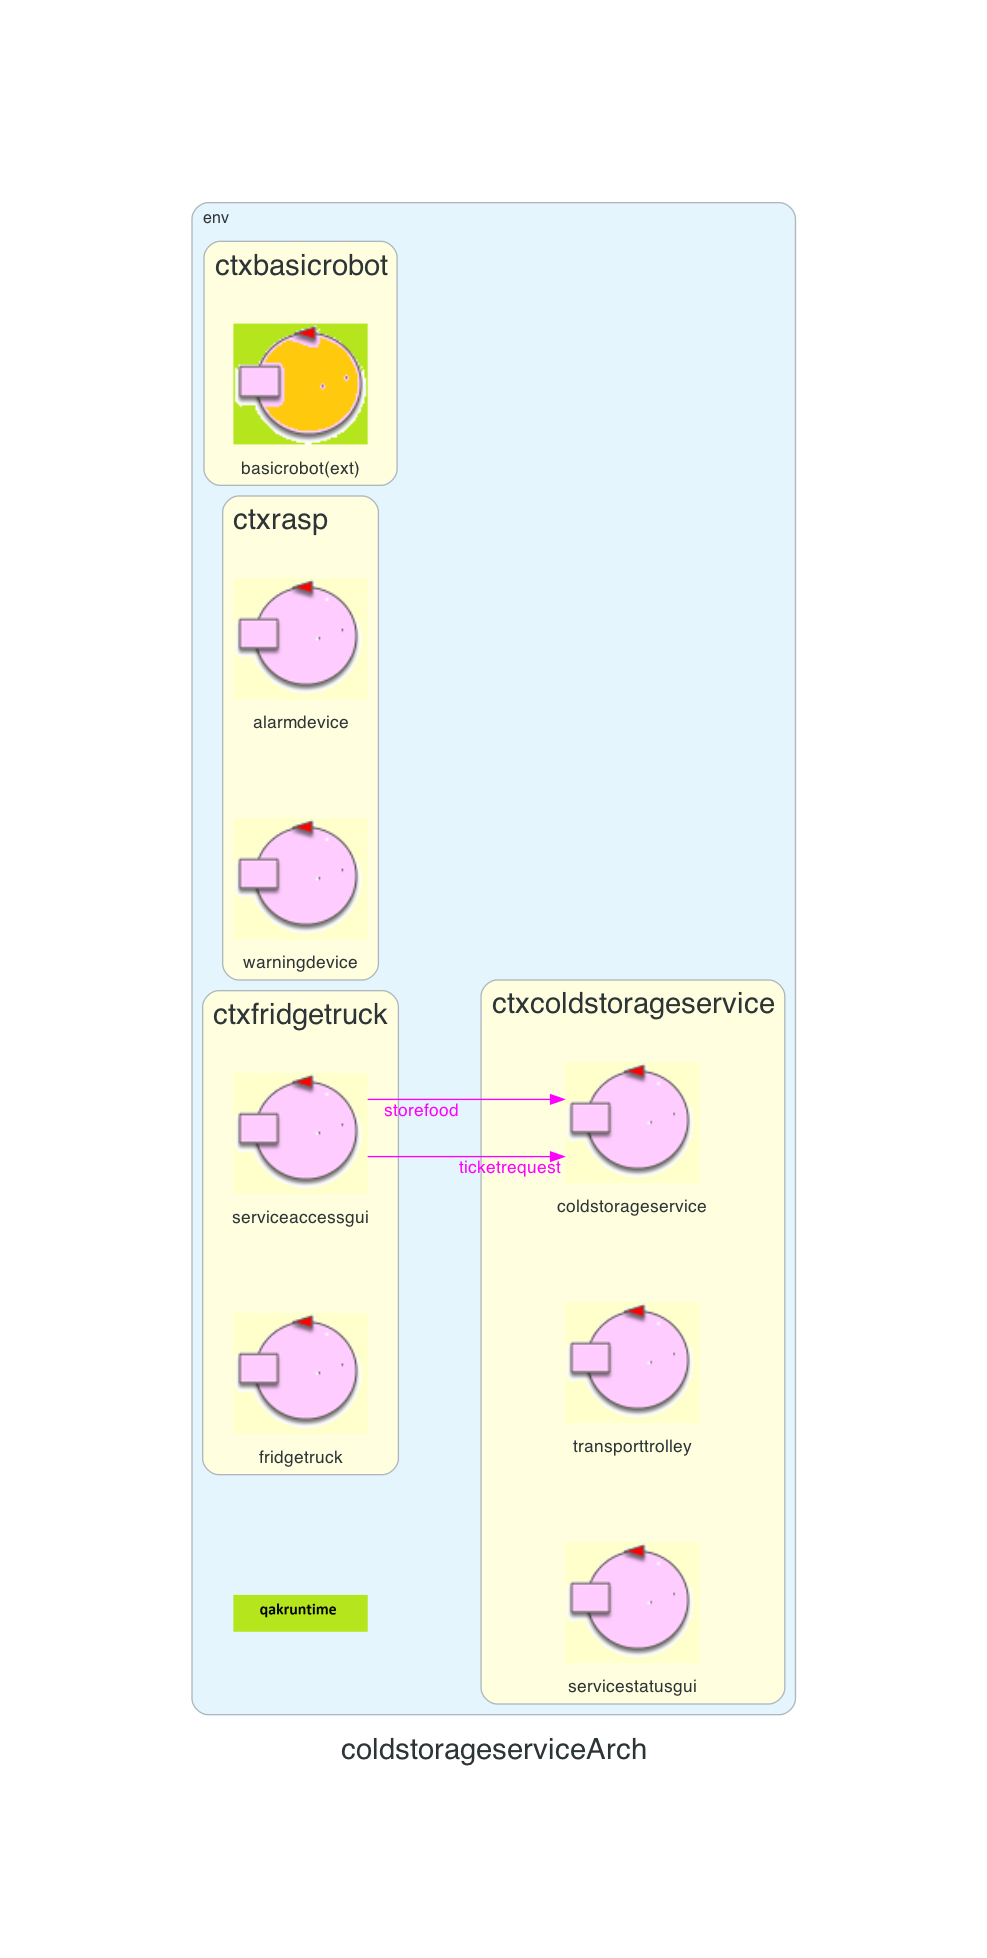 env
ctxbasicrobot
basicrobot(ext)
ctxrasp
alarmdevice
warningdevice
ctxfridgetruck
serviceaccessgui
fridgetruck
storefood
ticketrequest
ctxcoldstorageservice
coldstorageservice
transporttrolley
servicestatusgui
qakruntime
coldstorageserviceArch